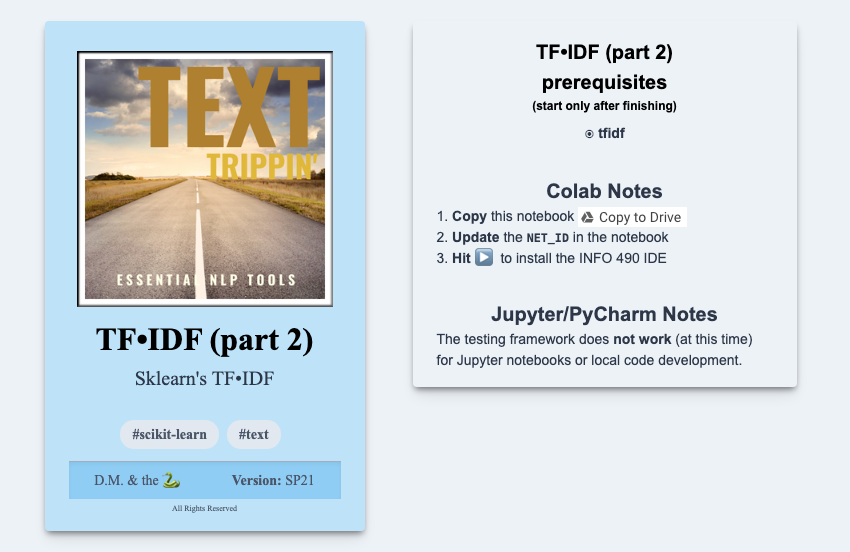 TEXT
TRIPPIN'
ESSENTIAL NLP TOOLS
TF•IDF (part 2)
Sklearn's TF•IDF
#scikit-learn #text
D.M. & the 🐍 Version: SP21
All Rights Reserved
TF•IDF (part 2)
prerequisites
(start only after finishing)
⦿ tfidf
Colab Notes
1. Copy this notebook Copy to Drive
2. Update the NET_ID in the notebook
3. Hit ▶️ to install the INFO 490 IDE
Jupyter/PyCharm Notes
The testing framework does not work (at this time)
for Jupyter notebooks or local code development.